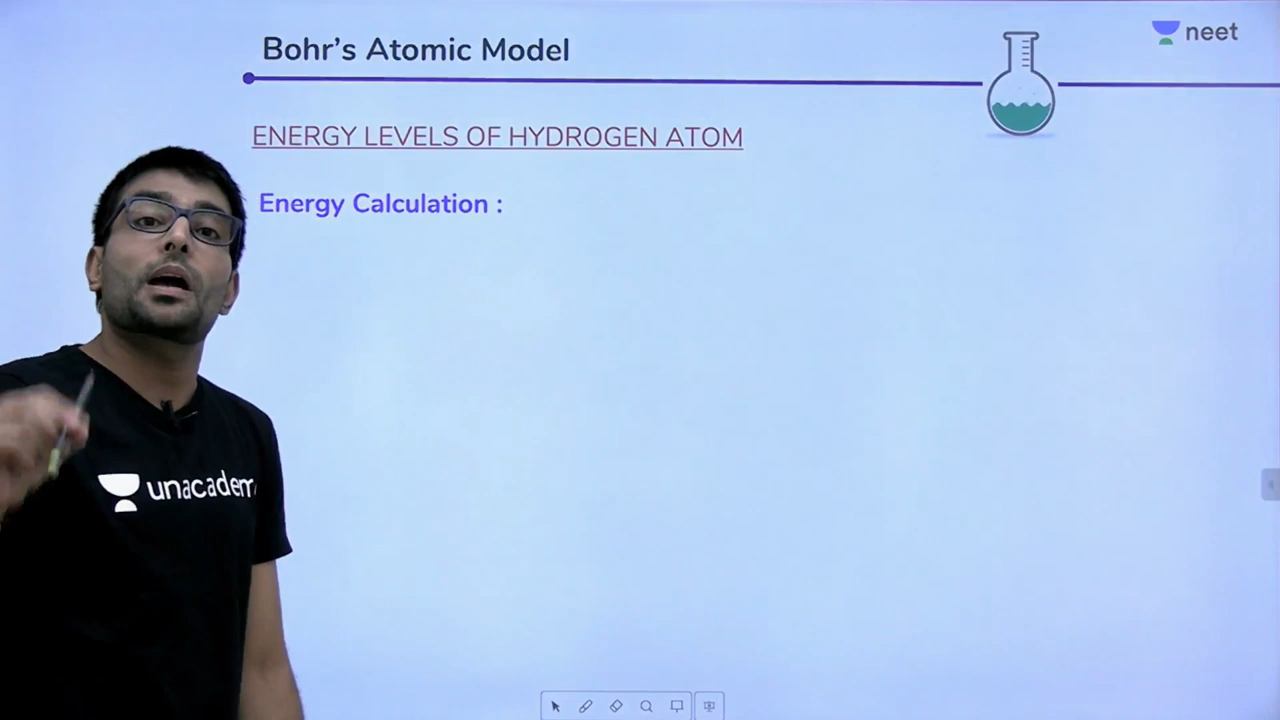 Bohr's Atomic Model
neet
ENERGY LEVELS OF HYDROGEN ATOM
Energy Calculation :
unacadem